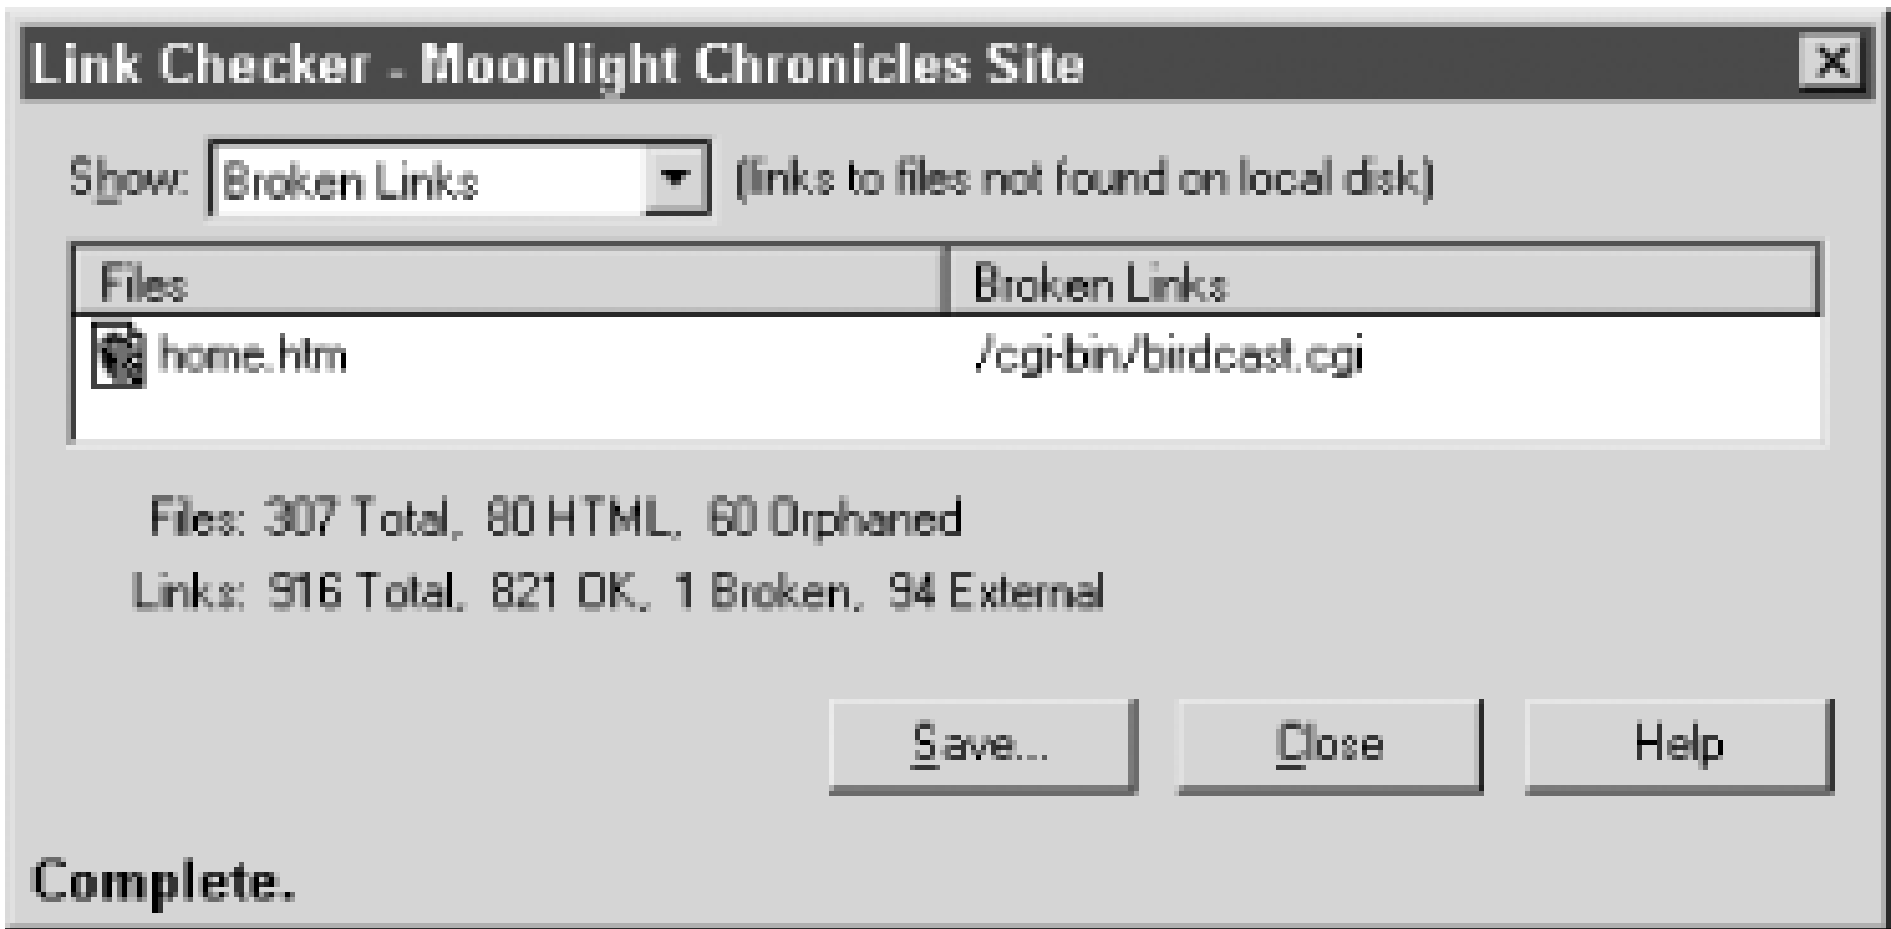 Link Checker - Moonlight Chronicles Site
Show: Broken Links (links to files not found on local disk)
Files Broken Links
home.htm /cgi-bin/birdcast.cgi
Files: 307 Total, 80 HTML, 60 Orphaned
Links: 916 Total, 821 OK, 1 Broken, 94 External
Save... Close Help
Complete.